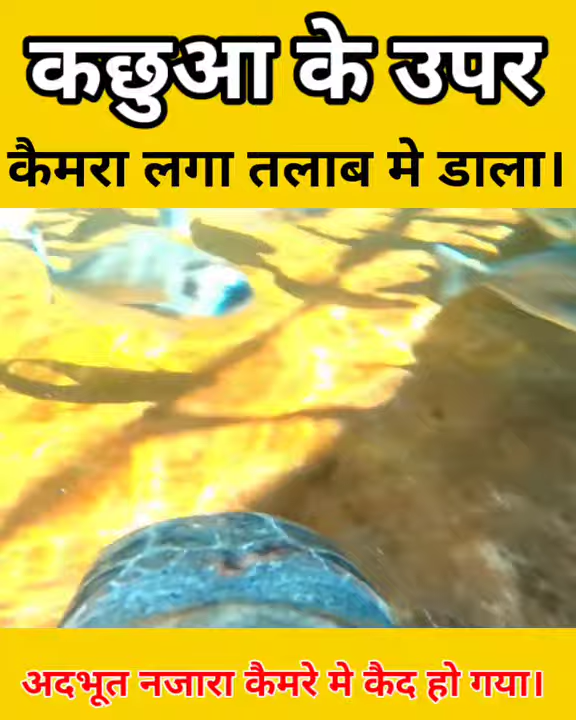 कछुआ के उपर
कैमरा लगा तलाब मे डाला।
अदभूत नजारा कैमरे मे कैद हो गया।